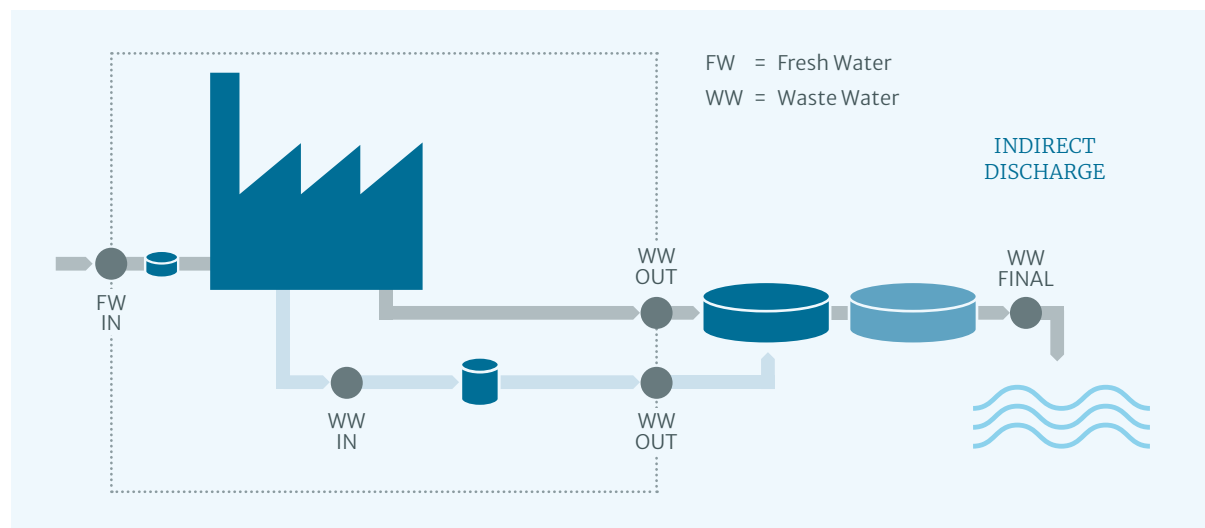 FW = Fresh Water
WW = Waste Water
INDIRECT
DISCHARGE
WW
OUT
WW
FINAL
FW
IN
WW
IN
WW
OUT